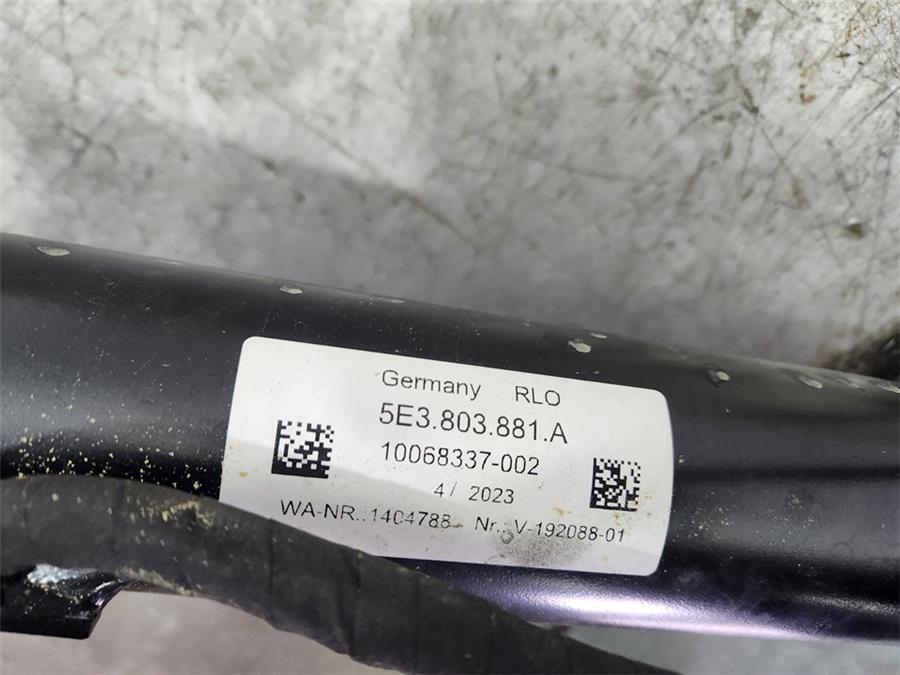 Germany RLO
5E3.803.881.A
10068337-002
4/ 2023
WA-NR.:1404788 Nr.: V-192088-01